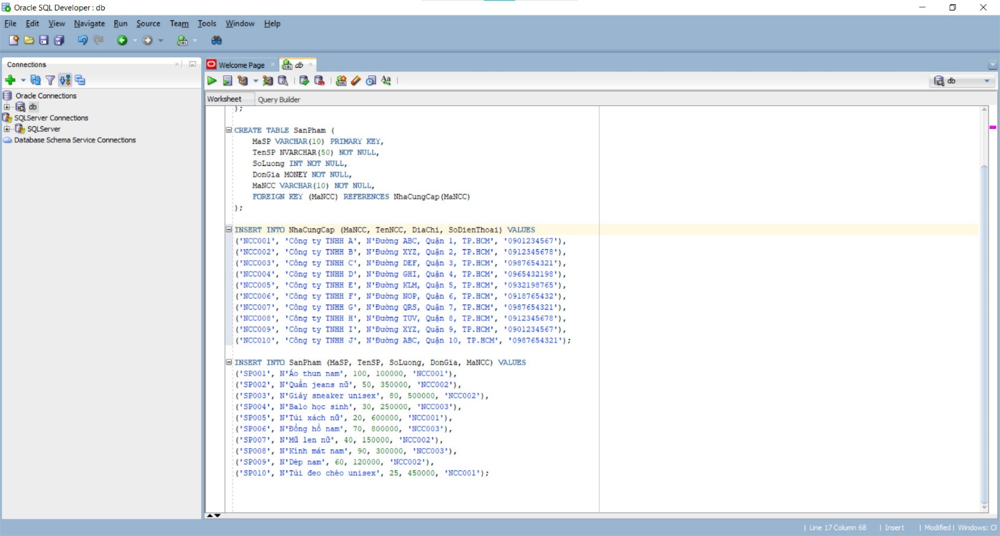 Oracle SQL Developer : db
File Edit View Navigate Run Source Team Tools Window Help
Connections
Welcome Page
db
Oracle Connections
db
SQLServer Connections
SQLServer
Database Schema Service Connections
db
Worksheet Query Builder
);
CREATE TABLE SanPham (
MaSP VARCHAR(10) PRIMARY KEY,
TenSP NVARCHAR(50) NOT NULL,
SoLuong INT NOT NULL,
DonGia MONEY NOT NULL,
MaNCC VARCHAR(10) NOT NULL,
FOREIGN KEY (MaNCC) REFERENCES NhaCungCap(MaNCC)
);
INSERT INTO NhaCungCap (MaNCC, TenNCC, DiaChi, SoDienThoai) VALUES
('NCC001', 'Công ty TNHH A', N'Đường ABC, Quận 1, TP.HCM', '0901234567'),
('NCC002', 'Công ty TNHH B', N'Đường XYZ, Quận 2, TP.HCM', '0912345678'),
('NCC003', 'Công ty TNHH C', N'Đường DEF, Quận 3, TP.HCM', '0987654321'),
('NCC004', 'Công ty TNHH D', N'Đường GHI, Quận 4, TP.HCM', '0965432198'),
('NCC005', 'Công ty TNHH E', N'Đường KLM, Quận 5, TP.HCM', '0932198765'),
('NCC006', 'Công ty TNHH F', N'Đường NOP, Quận 6, TP.HCM', '0918765432'),
('NCC007', 'Công ty TNHH G', N'Đường QRS, Quận 7, TP.HCM', '0987654321'),
('NCC008', 'Công ty TNHH H', N'Đường TUV, Quận 8, TP.HCM', '0912345678'),
('NCC009', 'Công ty TNHH I', N'Đường XYZ, Quận 9, TP.HCM', '0901234567'),
('NCC010', 'Công ty TNHH J', N'Đường ABC, Quận 10, TP.HCM', '0987654321');
INSERT INTO SanPham (MaSP, TenSP, SoLuong, DonGia, MaNCC) VALUES
('SP001', N'Áo thun nam', 100, 100000, 'NCC001'),
('SP002', N'Quần jeans nữ', 50, 350000, 'NCC002'),
('SP003', N'Giày sneaker unisex', 80, 500000, 'NCC002'),
('SP004', N'Balo học sinh', 30, 250000, 'NCC003'),
('SP005', N'Túi xách nữ', 20, 600000, 'NCC001'),
('SP006', N'Đồng hồ nam', 70, 800000, 'NCC003'),
('SP007', N'Mũ len nữ', 40, 150000, 'NCC002'),
('SP008', N'Kính mát nam', 90, 300000, 'NCC003'),
('SP009', N'Dép nam', 60, 120000, 'NCC002'),
('SP010', N'Túi đeo chéo unisex', 25, 450000, 'NCC001');
| Line 17 Column 68 | Insert | Modified | Windows: C